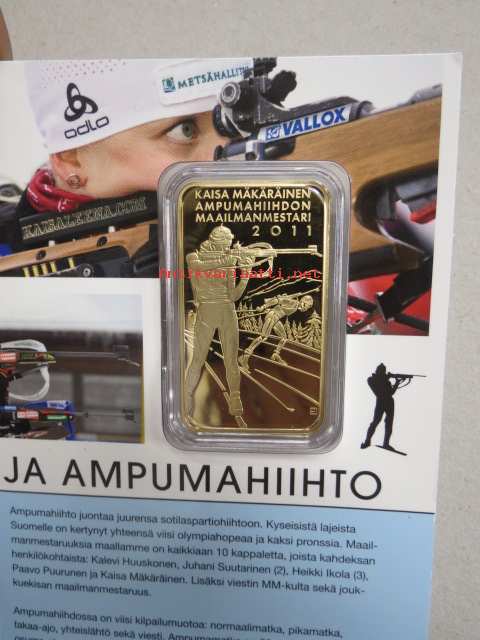 METSÄHALLITUS
odlo
VALLOX
KAISALEENA.COM
KAISA MÄKÄRÄINEN
AMPUMAHIIHDON
MAAILMANMESTARI
2011
antikvariaatti.net
JA AMPUMAHIIHTO
Ampumahiihto juontaa juurensa sotilaspartiohiihtoon. Kyseisistä lajeista
Suomelle on kertynyt yhteensä viisi olympiahopeaa ja kaksi pronssia. Maail-
manmestaruuksia maallamme on kaikkiaan 10 kappaletta, joista kahdeksan
henkilökohtaista: Kalevi Huuskonen, Juhani Suutarinen (2), Heikki Ikola (3),
Paavo Puurunen ja Kaisa Mäkäräinen. Lisäksi viestin MM-kulta sekä jouk-
kuekisan maailmanmestaruus.
Ampumahiihdossa on viisi kilpailumuotoa: normaalimatka, pikamatka,
takaa-ajo, yhteislähtö sekä viesti.